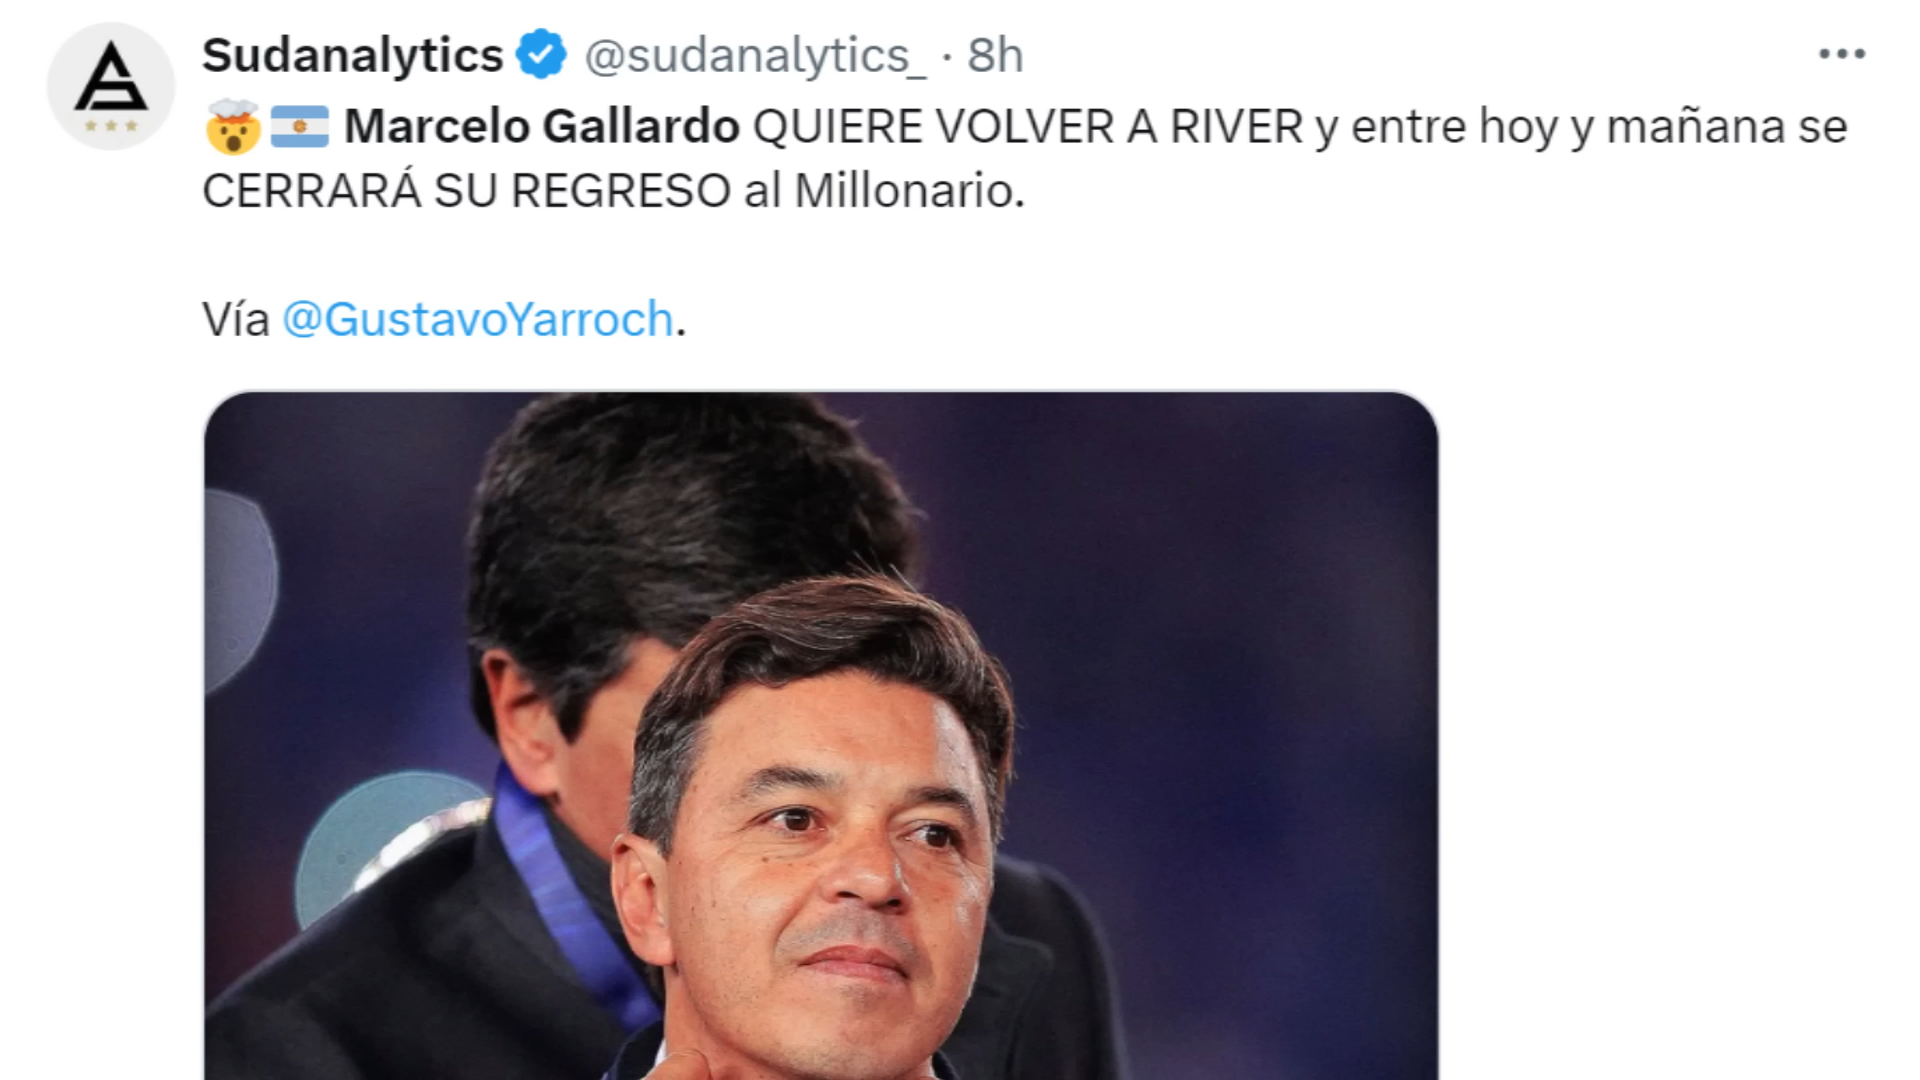 Sudanalytics @sudanalytics_ · 8h
🤯🇦🇷 Marcelo Gallardo QUIERE VOLVER A RIVER y entre hoy y mañana se
CERRARÁ SU REGRESO al Millonario.
Vía @GustavoYarroch.